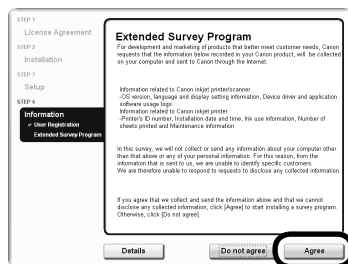 STEP 1
License Agreement
STEP 2
Installation
STEP 3
Setup
STEP 4
Information
✓ User Registration
Extended Survey Program
Extended Survey Program
For development and marketing of products that better meet customer needs, Canon
requests that the information below recorded in your Canon product, will be collected
on your computer and sent to Canon through the Internet.
Information related to Canon inkjet printer/scanner
-OS version, language and display setting information, Device driver and application
software usage logs
Information related to Canon inkjet printer
-Printer's ID number, Installation date and time, Ink use information, Number of
sheets printed and Maintenance information
In this survey, we will not collect or send any information about your computer other
than that above or any of your personal information. For this reason, from the
information that is sent to us, we are unable to identify specific customers.
We are therefore unable to respond to requests to disclose any collected information.
If you agree that we collect and send the information above and that we cannot
disclose any collected information, click [Agree] to start installing a survey program.
Otherwise, click [Do not agree].
Details
Do not agree
Agree